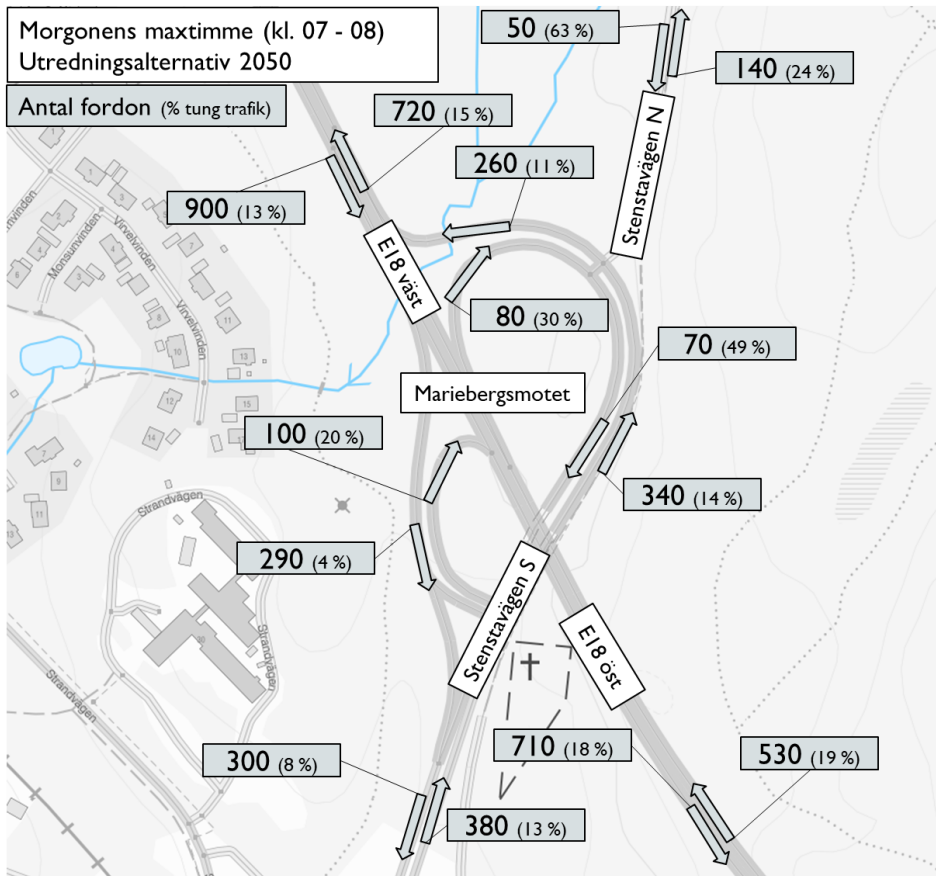 Morgonens maxtimme (kl. 07 - 08)
Utredningsalternativ 2050
Antal fordon (% tung trafik)
50 (63 %)
140 (24 %)
720 (15 %)
260 (11 %)
900 (13 %)
Stenstavägen N
E18 väst
80 (30 %)
70 (49 %)
Mariebergsmotet
100 (20 %)
340 (14 %)
290 (4 %)
Stenstavägen S
E18 öst
300 (8 %)
710 (18 %)
530 (19 %)
380 (13 %)
Monsunvinden
Virvelvinden
Virvelvinden
Strandvägen
Strandvägen
Strandvägen